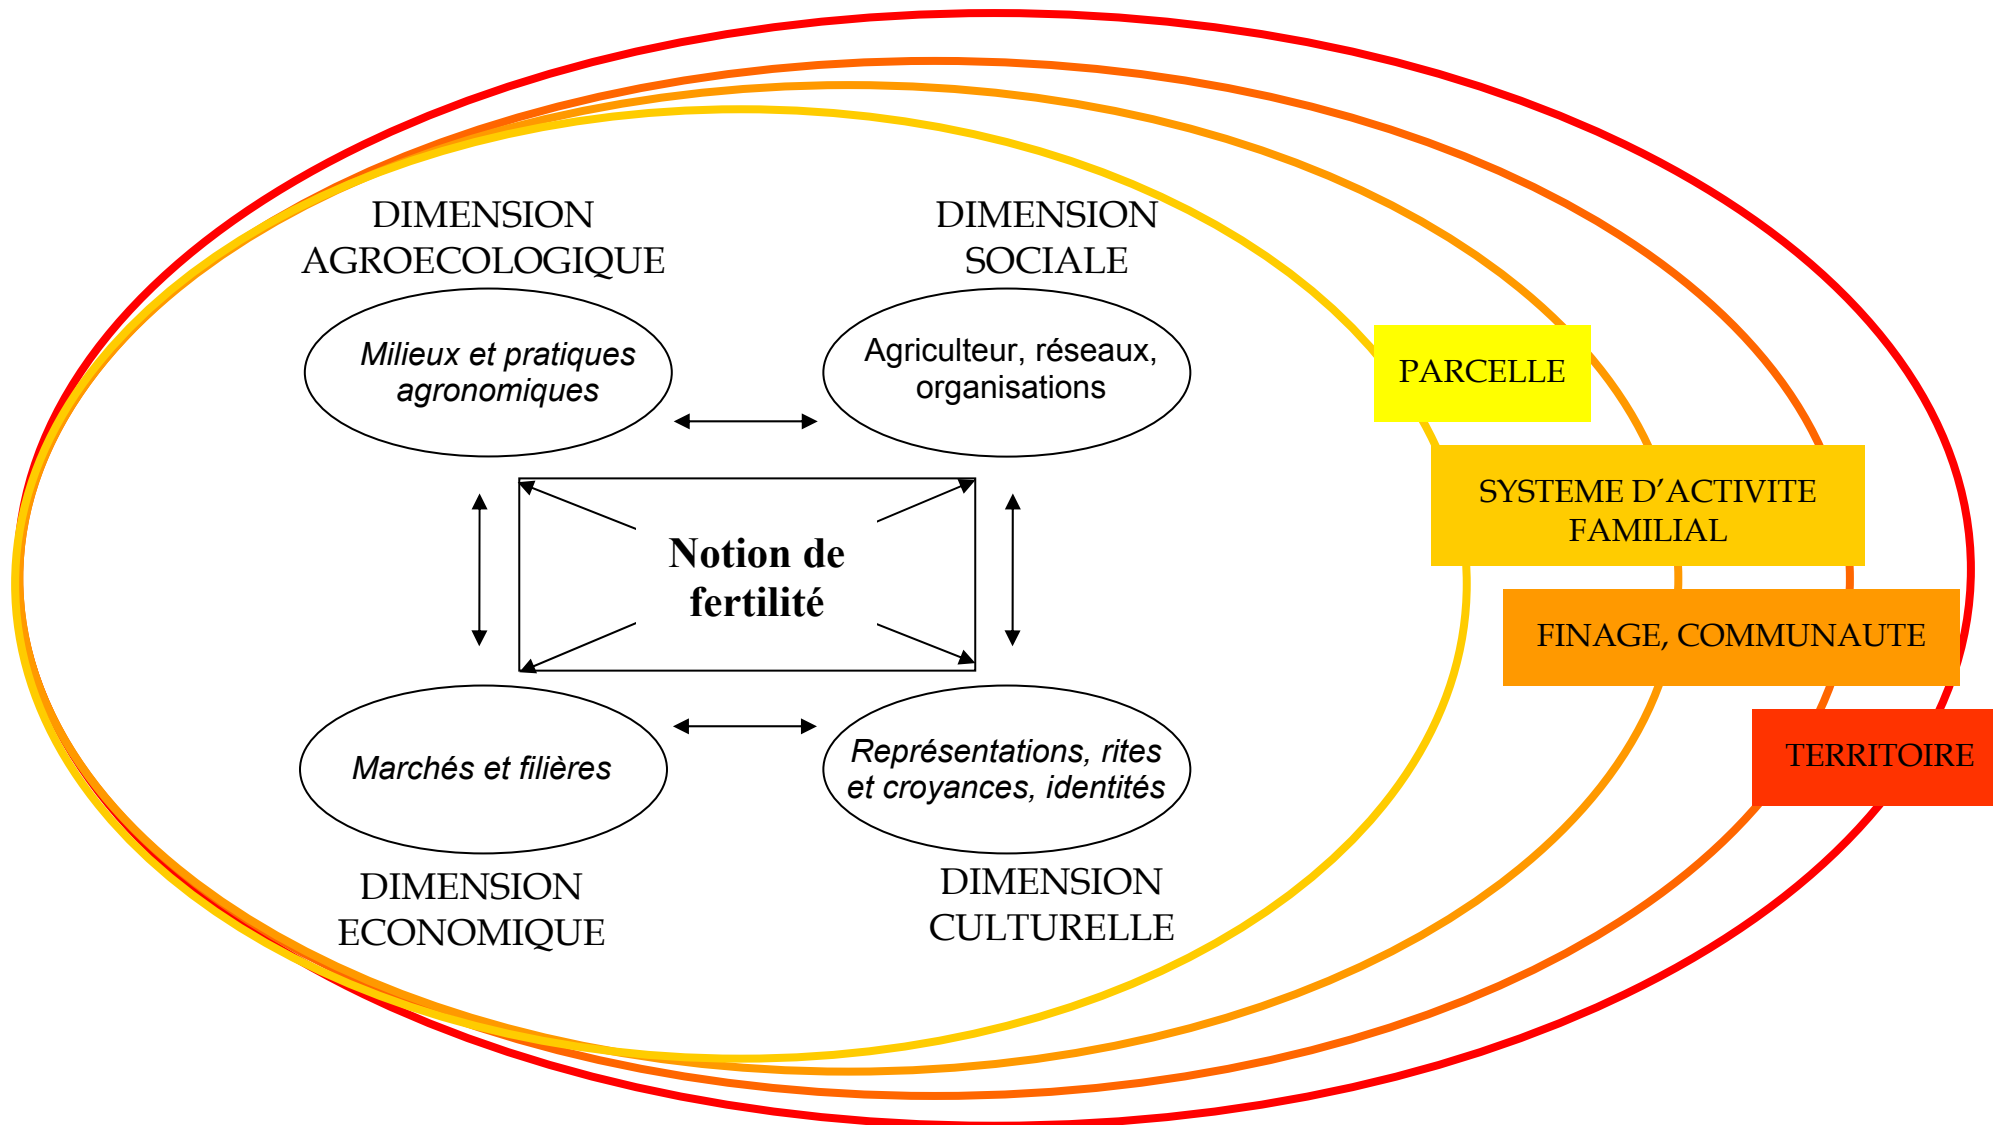 DIMENSION
AGROECOLOGIQUE
DIMENSION
SOCIALE
Milieux et pratiques
agronomiques
Agriculteur, réseaux,
organisations
PARCELLE
SYSTEME D’ACTIVITE
FAMILIAL
Notion de
fertilité
FINAGE, COMMUNAUTE
TERRITOIRE
Marchés et filières
Représentations, rites
et croyances, identités
DIMENSION
ECONOMIQUE
DIMENSION
CULTURELLE